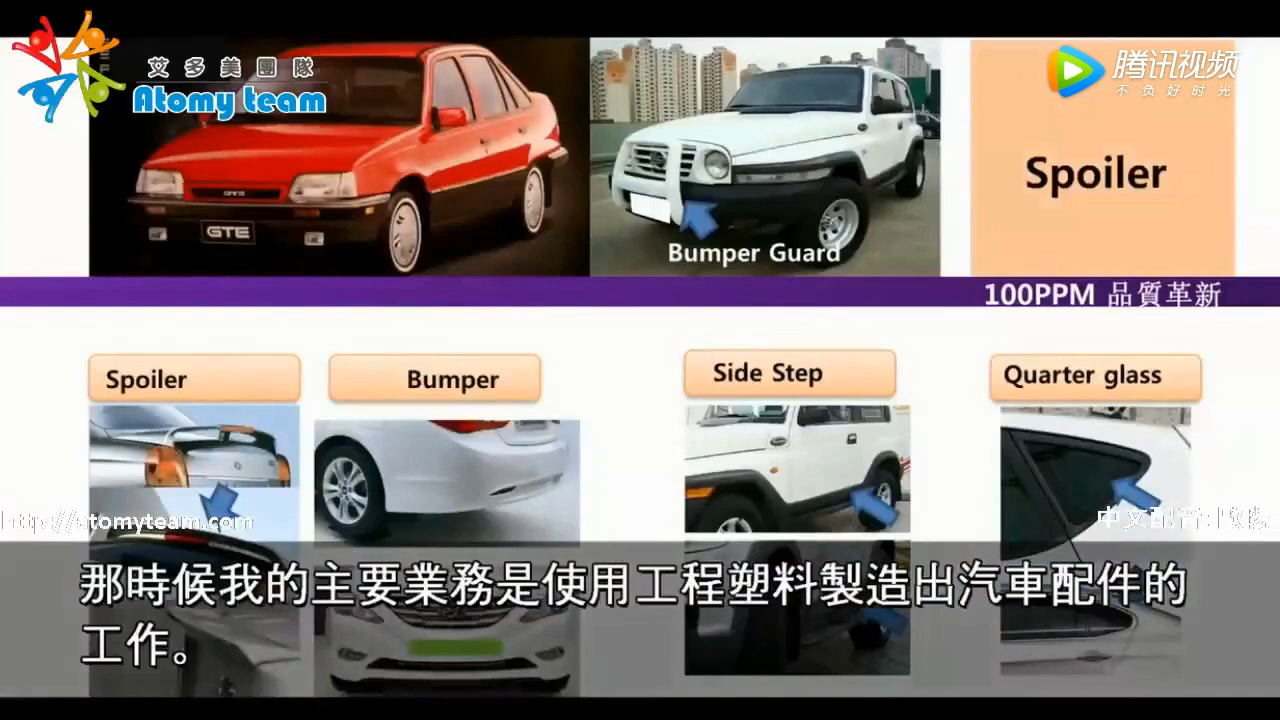 艾多美團隊
Atomy team
腾讯视频
不负好时光
GTE
Bumper Guard
Spoiler
100PPM 品質革新
Spoiler
Bumper
Side Step
Quarter glass
http://atomyteam.com
那時候我的主要業務是使用工程塑料製造出汽車配件的
工作。